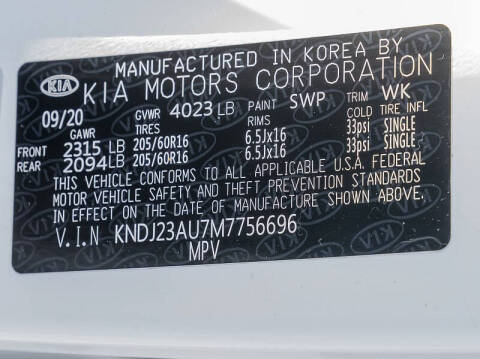 MANUFACTURED IN KOREA BY
KIA KIA MOTORS CORPORATION
09/20 GVWR 4023 LB PAINT SWP TRIM WK
GAWR TIRES RIMS COLD TIRE INFL
FRONT 2315 LB 205/60R16 6.5Jx16 33psi SINGLE
REAR 2094LB 205/60R16 6.5Jx16 33psi SINGLE
THIS VEHICLE CONFORMS TO ALL APPLICABLE U.S.A. FEDERAL
MOTOR VEHICLE SAFETY AND THEFT PREVENTION STANDARDS
IN EFFECT ON THE DATE OF MANUFACTURE SHOWN ABOVE.
V.I.N KNDJ23AU7M7756696
MPV